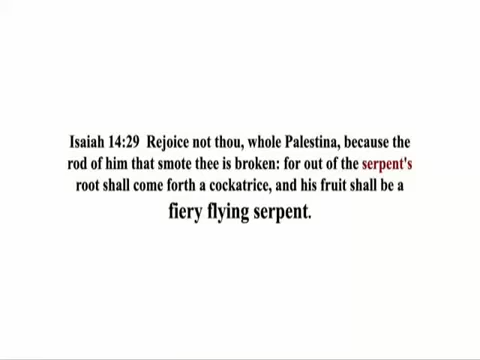 Isaiah 14:29  Rejoice not thou, whole Palestina, because the
rod of him that smote thee is broken: for out of the serpent's
root shall come forth a cockatrice, and his fruit shall be a
fiery flying serpent.